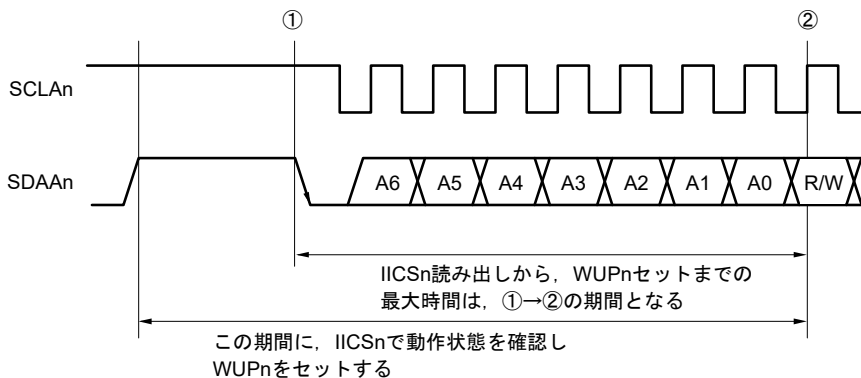 ① ②
SCLAn
SDAAn
A6 A5 A4 A3 A2 A1 A0 R/W
IICSn読み出しから，WUPnセットまでの
最大時間は，①→②の期間となる
この期間に，IICSnで動作状態を確認し
WUPnをセットする